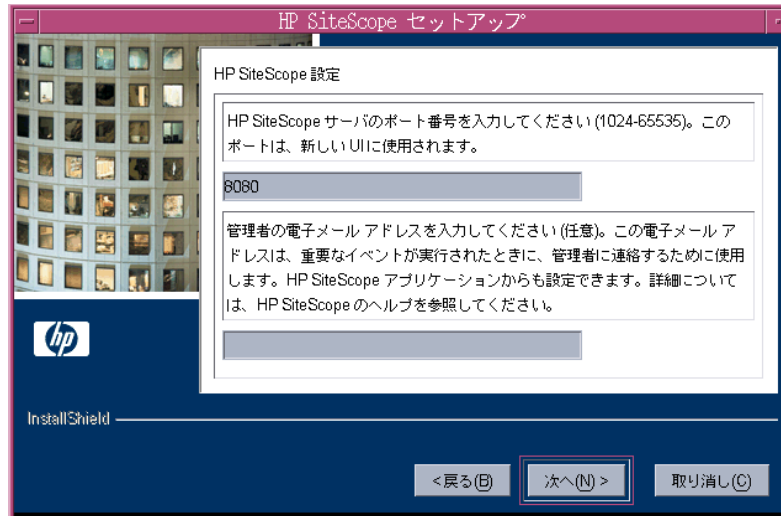 HP SiteScope セットアップ
HP SiteScope 設定
HP SiteScope サーバのポート番号を入力してください (1024-65535)。この
ポートは、新しい UIに使用されます。
8080
管理者の電子メール アドレスを入力してください (任意)。この電子メール ア
ドレスは、重要なイベントが実行されたときに、管理者に連絡するために使用
します。HP SiteScope アプリケーションからも設定できます。詳細について
は、HP SiteScope のヘルプを参照してください。
hp
InstallShield
<戻る(B)
次へ(N) >
取り消し(C)